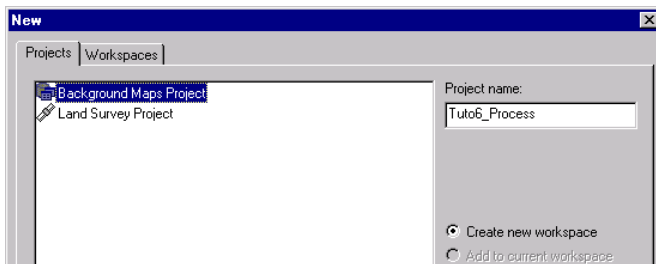 New
Projects Workspaces
Background Maps Project
Land Survey Project
Project name:
Tuto6_Process
Create new workspace
Add to current workspace